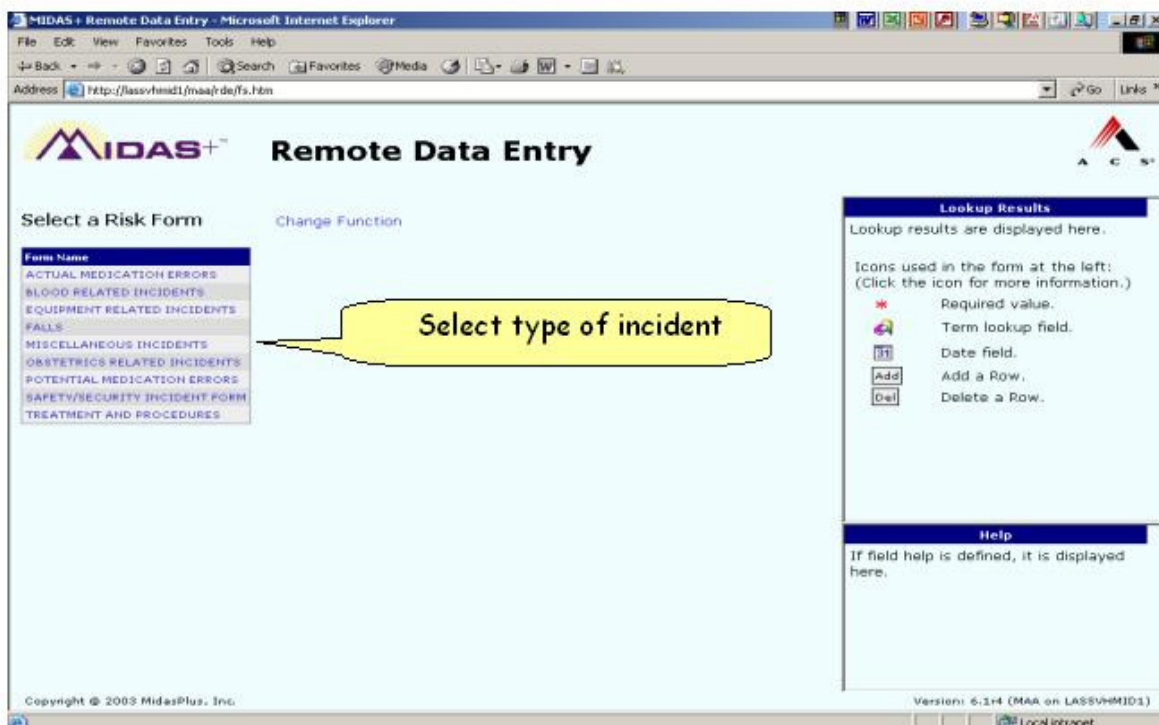 MIDAS+ Remote Data Entry - Microsoft Internet Explorer
File Edit View Favorites Tools Help
Back Search Favorites Media
Address http://lassvhmid1/maa/rde/fs.htm Go Links »
MIDAS+™ Remote Data Entry
A C S
Select a Risk Form Change Function
Form Name
ACTUAL MEDICATION ERRORS
BLOOD RELATED INCIDENTS
EQUIPMENT RELATED INCIDENTS
FALLS
MISCELLANEOUS INCIDENTS
OBSTETRICS RELATED INCIDENTS
POTENTIAL MEDICATION ERRORS
SAFETY/SECURITY INCIDENT FORM
TREATMENT AND PROCEDURES
Select type of incident
Lookup Results
Lookup results are displayed here.
Icons used in the form at the left:
(Click the icon for more information.)
* Required value.
Term lookup field.
31 Date field.
Add Add a Row.
Del Delete a Row.
Help
If field help is defined, it is displayed
here.
Copyright © 2003 MidasPlus, Inc. Version: 6.1r4 (MAA on LASSVHMID1)
Local intranet